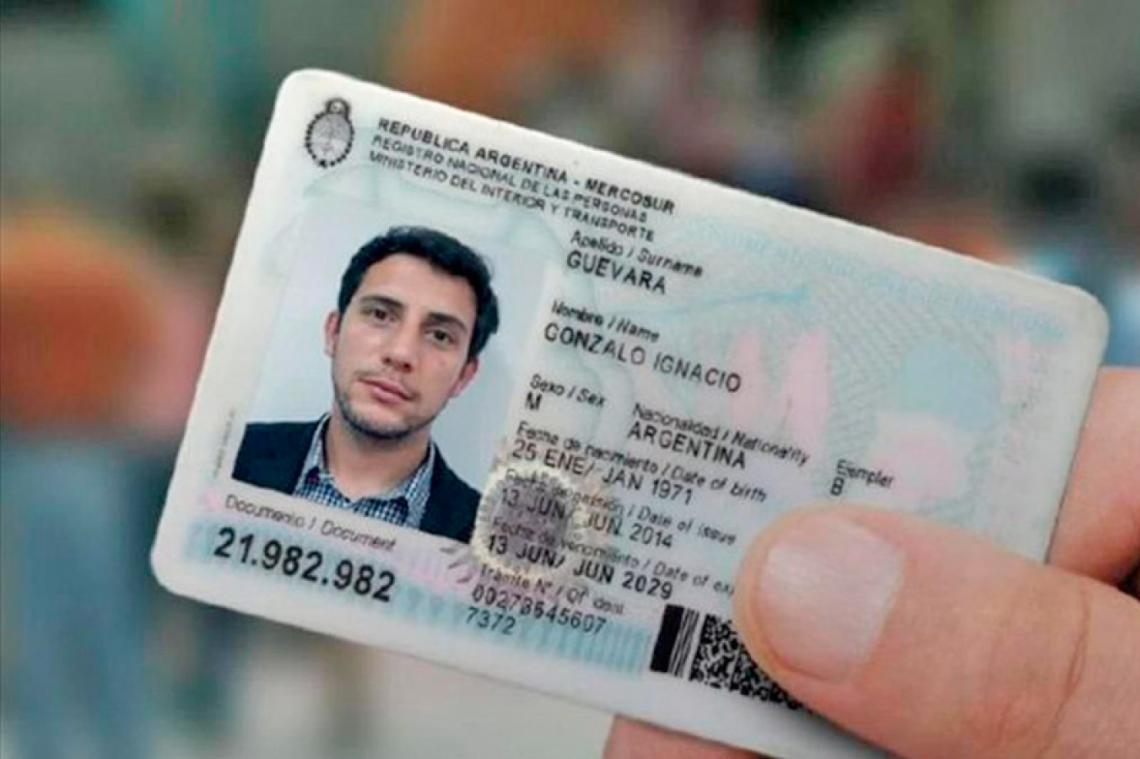 REPUBLICA ARGENTINA - MERCOSUR
REGISTRO NACIONAL DE LAS PERSONAS
MINISTERIO DEL INTERIOR Y TRANSPORTE
Apellido / Surname
GUEVARA
Nombre / Name
GONZALO IGNACIO
Sexo / Sex
M
Nacionalidad / Nationality
ARGENTINA
Ejemplar
B
Fecha de nacimiento / Date of birth
25 ENE/ JAN 1971
Fecha de emisión / Date of issue
13 JUN/ JUN 2014
Fecha de vencimiento / Date of
13 JUN/ JUN 2029
Documento / Document
21.982.982
Trámite Nº / Of. ident.
7372